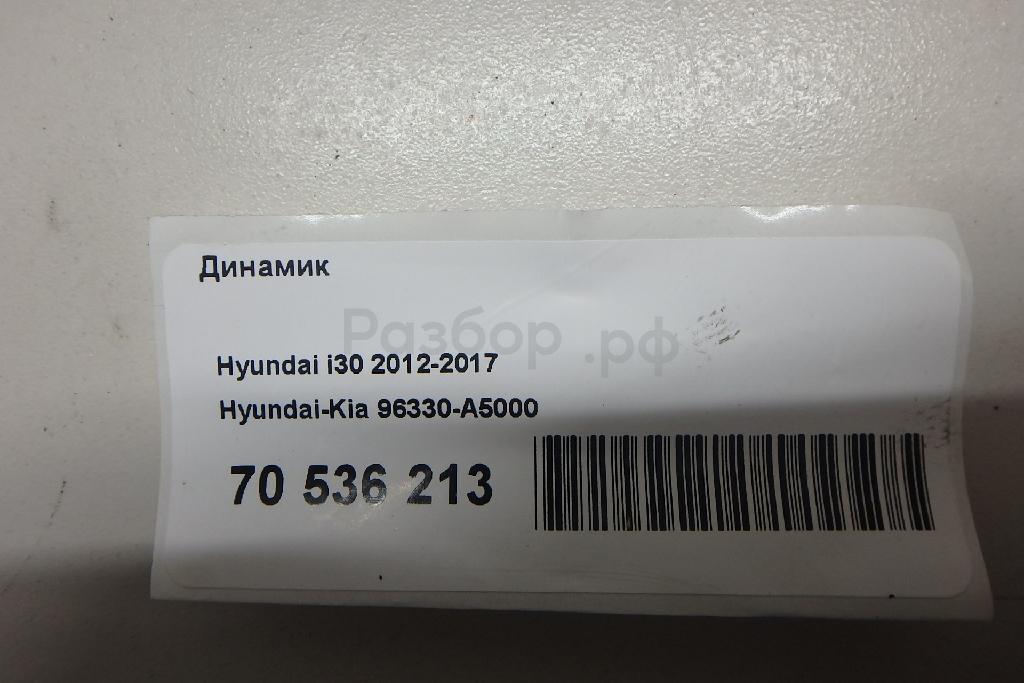 Динамик
Разбор.рф
Hyundai i30 2012-2017
Hyundai-Kia 96330-A5000
70 536 213